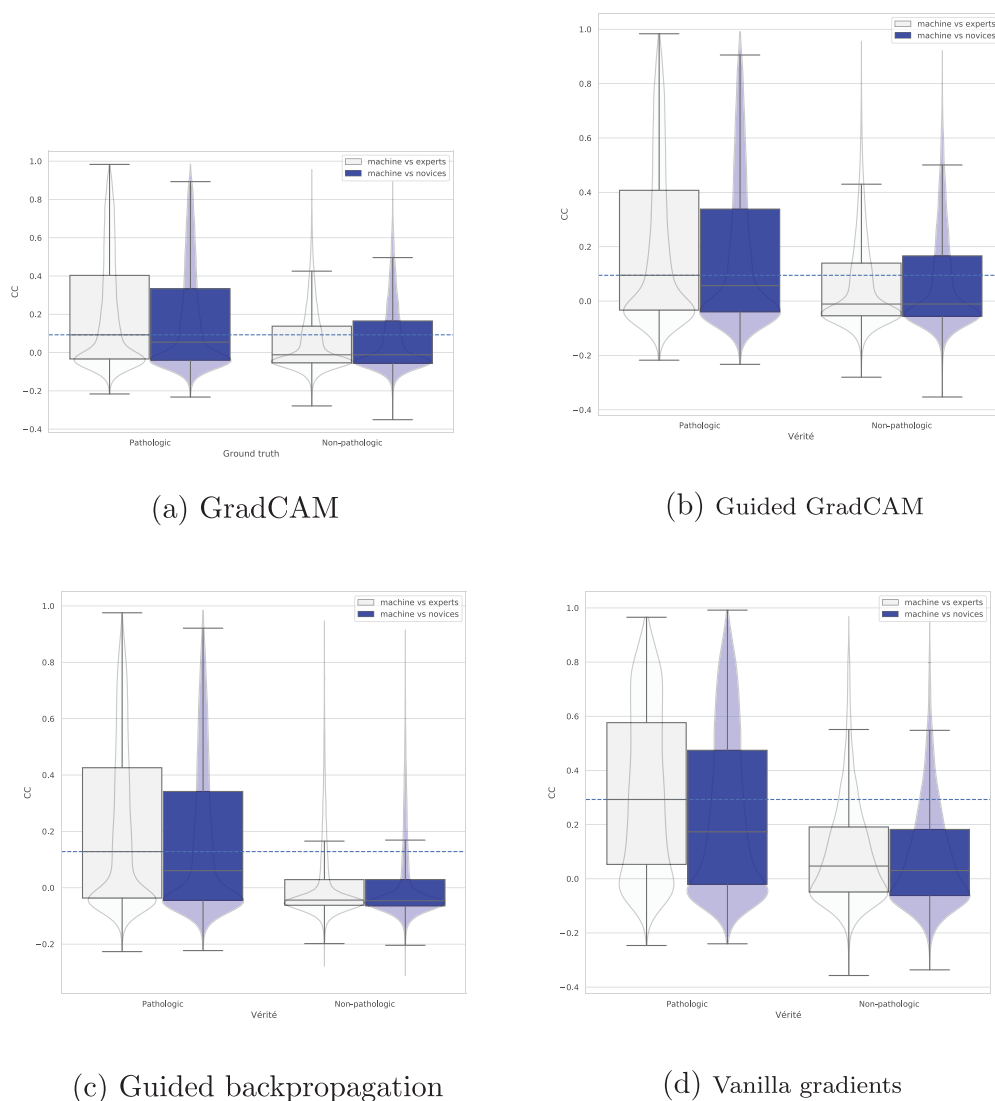 1.0
0.8
0.6
0.4
0.2
0.0
−0.2
−0.4
CC
machine vs experts
machine vs novices
Pathologic
Non-pathologic
Ground truth
(a) GradCAM
1.0
0.8
0.6
0.4
0.2
0.0
−0.2
−0.4
CC
machine vs experts
machine vs novices
Pathologic
Non-pathologic
Vérité
(b) Guided GradCAM
1.0
0.8
0.6
0.4
0.2
0.0
−0.2
CC
machine vs experts
machine vs novices
Pathologic
Non-pathologic
Vérité
(c) Guided backpropagation
1.0
0.8
0.6
0.4
0.2
0.0
−0.2
−0.4
CC
machine vs experts
machine vs novices
Pathologic
Non-pathologic
Vérité
(d) Vanilla gradients